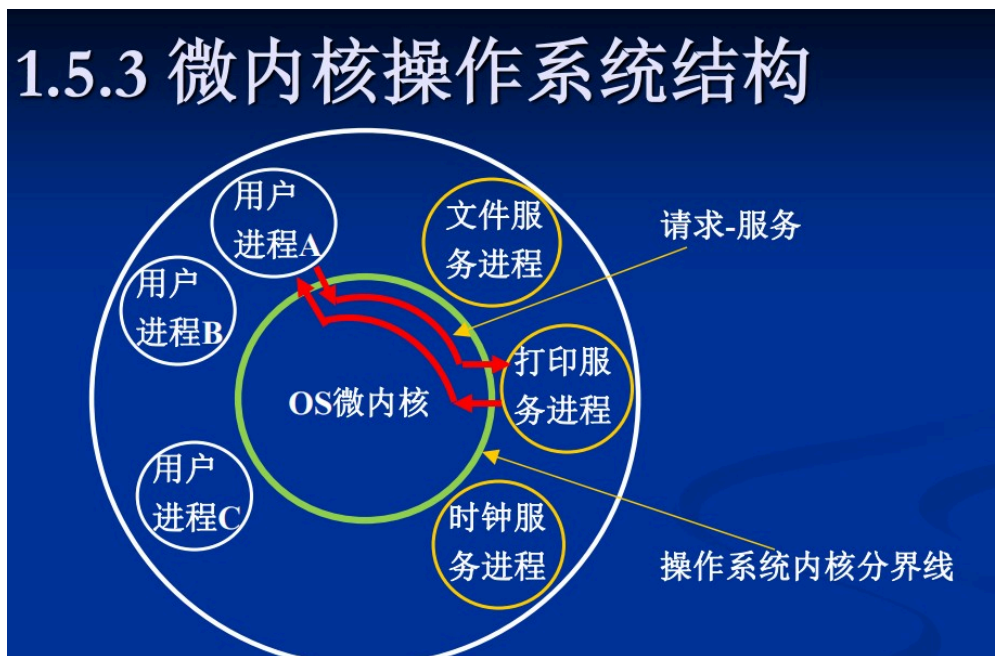 1.5.3 微内核操作系统结构
用户
进程A
文件服
务进程
请求-服务
用户
进程B
打印服
务进程
OS微内核
用户
进程C
时钟服
务进程
操作系统内核分界线